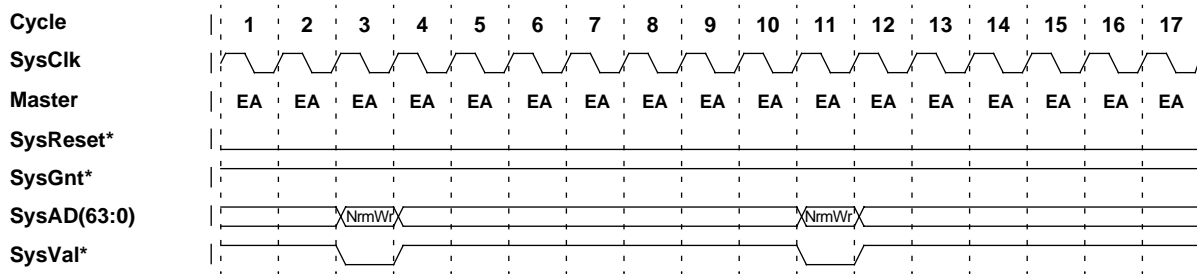 Cycle 1 2 3 4 5 6 7 8 9 10 11 12 13 14 15 16 17
SysClk
Master EA EA EA EA EA EA EA EA EA EA EA EA EA EA EA EA EA
SysReset*
SysGnt*
SysAD(63:0) NrmWr NrmWr
SysVal*